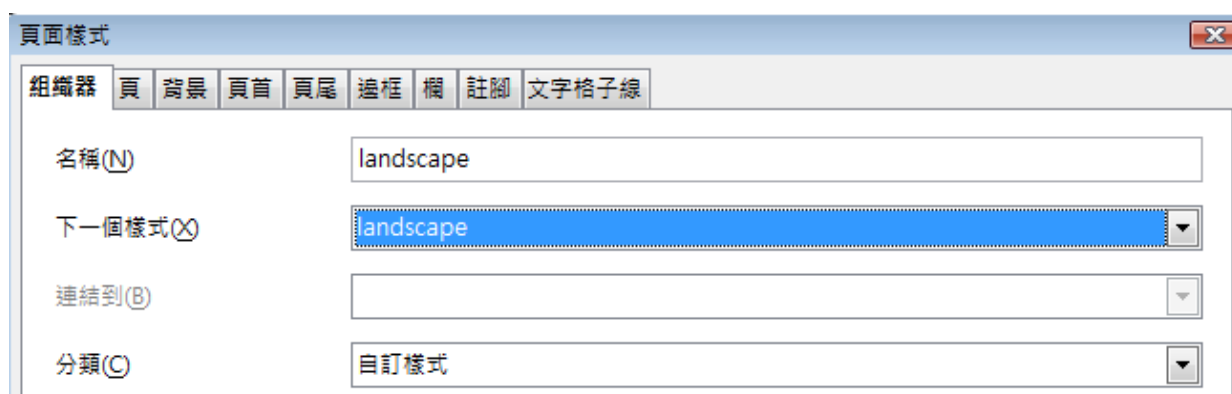 頁面樣式
組織器 頁 背景 頁首 頁尾 邊框 欄 註腳 文字格子線
名稱(N) landscape
下一個樣式(X) landscape
連結到(B)
分類(C) 自訂樣式